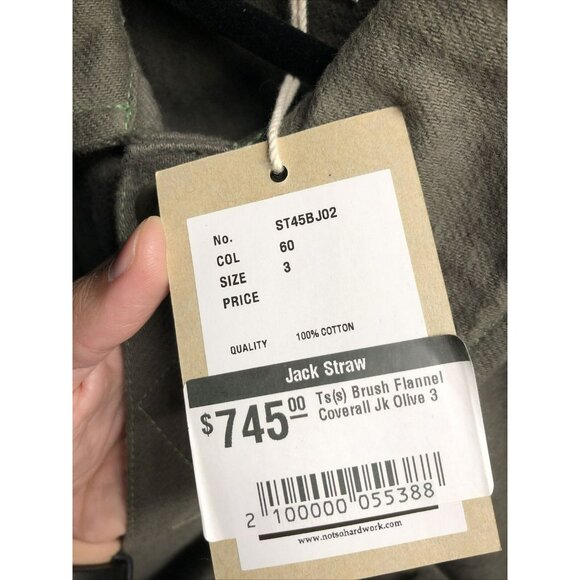 No. ST45BJ02
COL 60
SIZE 3
PRICE
QUALITY 100% COTTON
Jack Straw
$745.00 Ts(s) Brush Flannel
Coverall Jk Olive 3
2 100000 055388
www.notsohardwork.com